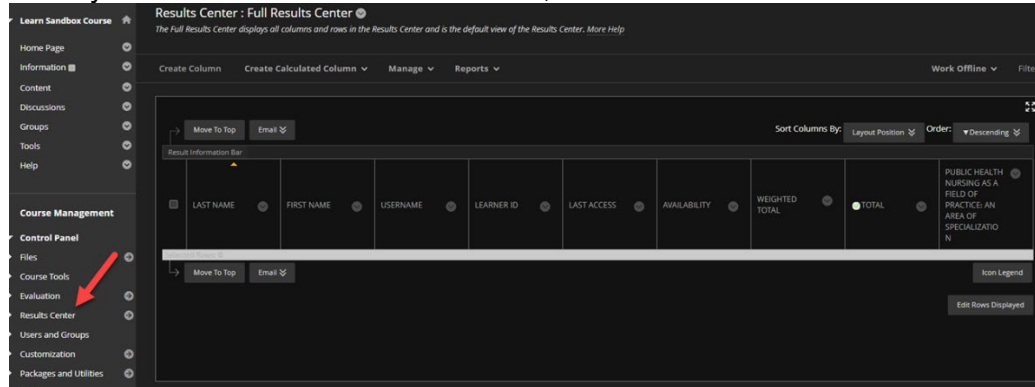 Learn Sandbox Course
Home Page
Information
Content
Discussions
Groups
Tools
Help
Course Management
Control Panel
Files
Course Tools
Evaluation
Results Center
Users and Groups
Customization
Packages and Utilities
Results Center : Full Results Center
The Full Results Center displays all columns and rows in the Results Center and is the default view of the Results Center. More Help
Create Column Create Calculated Column Manage Reports Work Offline
Move To Top Email Sort Columns By: Layout Position Order: Descending
Result Information Bar
LAST NAME FIRST NAME USERNAME LEARNER ID LAST ACCESS AVAILABILITY WEIGHTED TOTAL TOTAL
PUBLIC HEALTH
NURSING AS A
FIELD OF
PRACTICE: AN
AREA OF
SPECIALIZATIO
N
Move To Top Email Icon Legend
Edit Rows Displayed